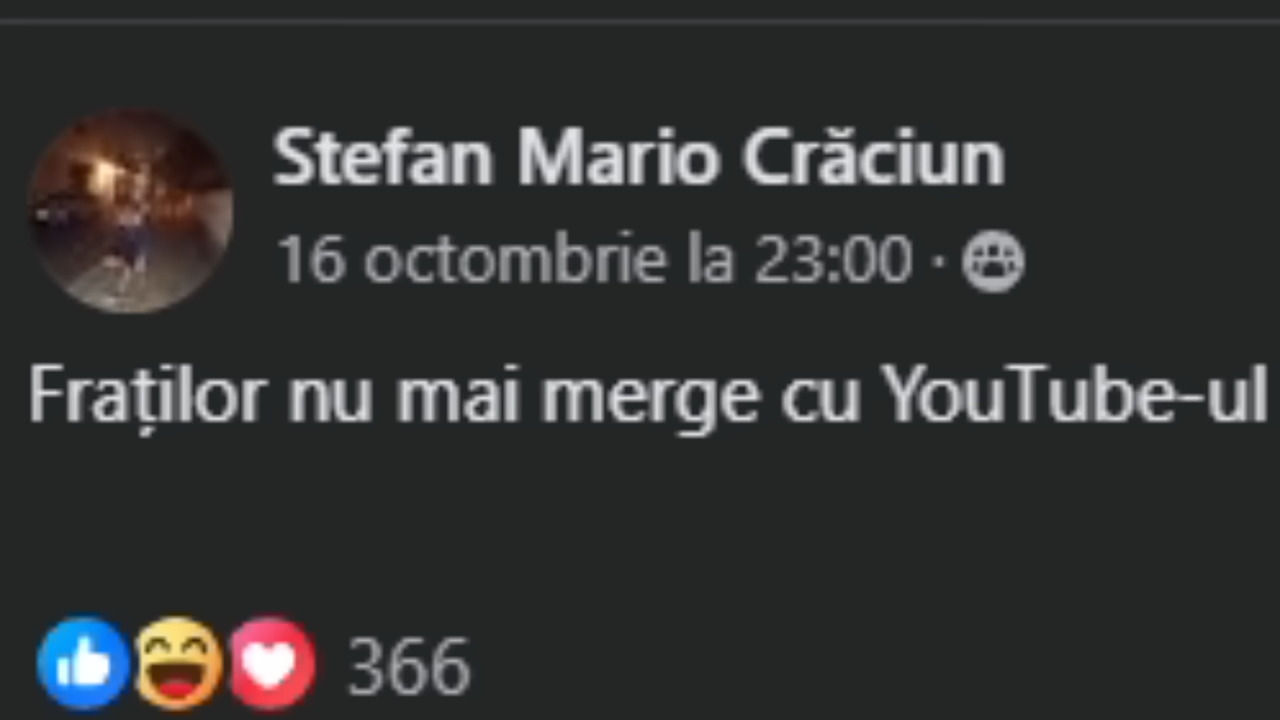 Stefan Mario Crăciun
16 octombrie la 23:00 ·
Fraților nu mai merge cu YouTube-ul
366